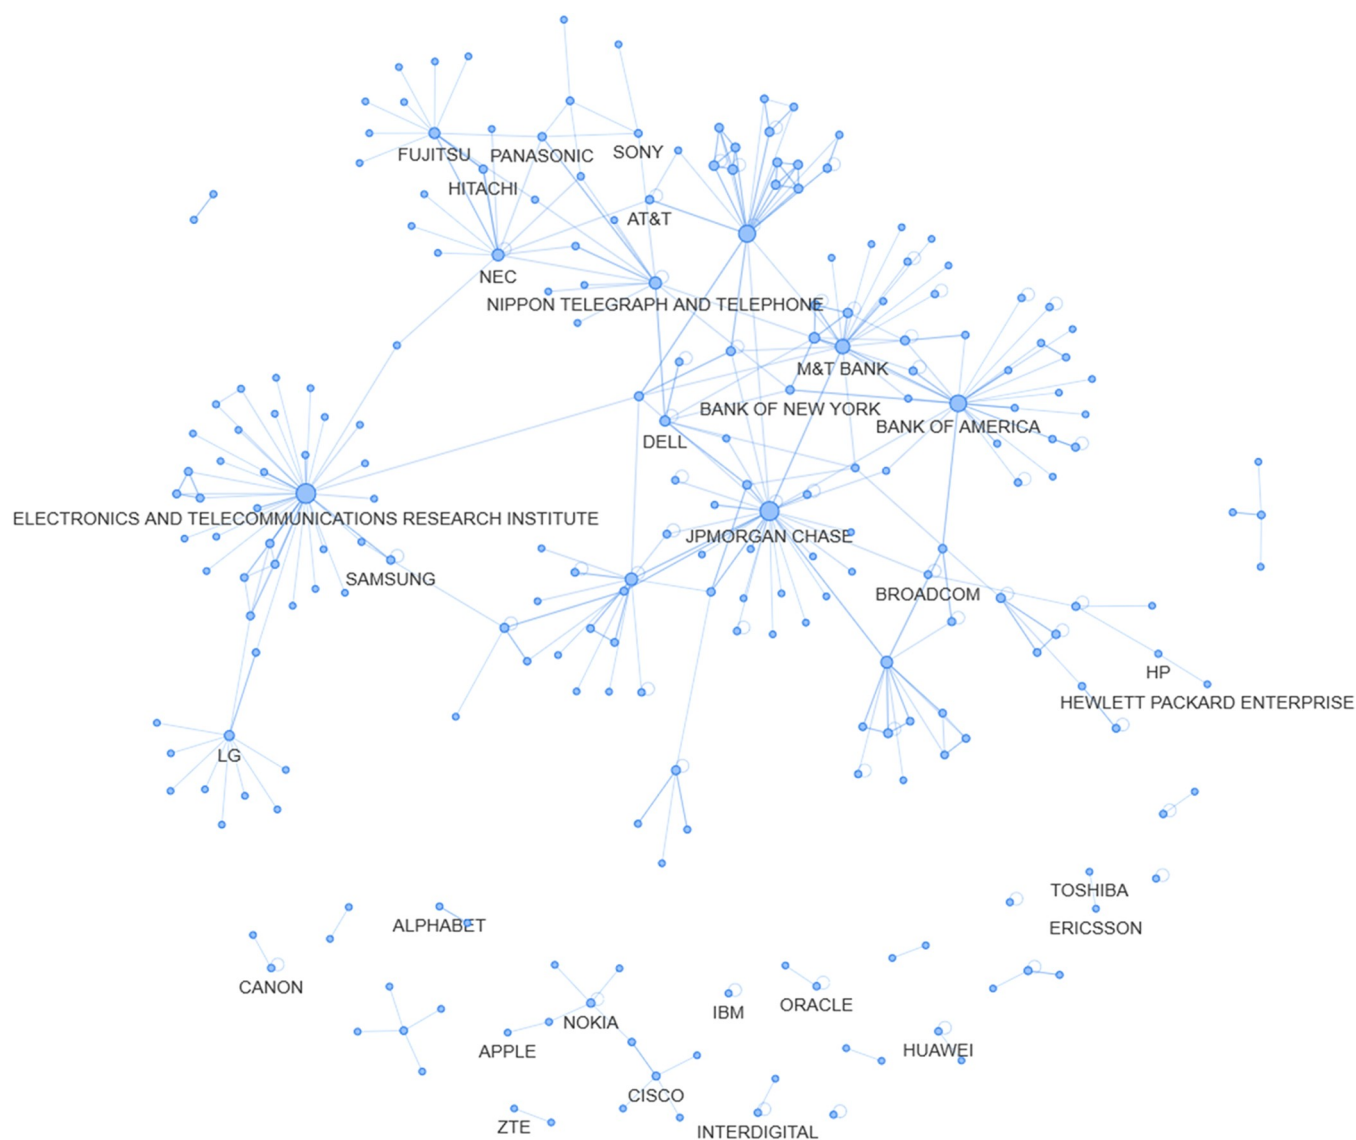 FUJITSU
PANASONIC
SONY
HITACHI
AT&T
NEC
NIPPON TELEGRAPH AND TELEPHONE
M&T BANK
BANK OF NEW YORK
BANK OF AMERICA
DELL
ELECTRONICS AND TELECOMMUNICATIONS RESEARCH INSTITUTE
JPMORGAN CHASE
SAMSUNG
BROADCOM
HP
HEWLETT PACKARD ENTERPRISE
LG
TOSHIBA
ALPHABET
ERICSSON
CANON
ORACLE
IBM
NOKIA
APPLE
HUAWEI
CISCO
ZTE
INTERDIGITAL